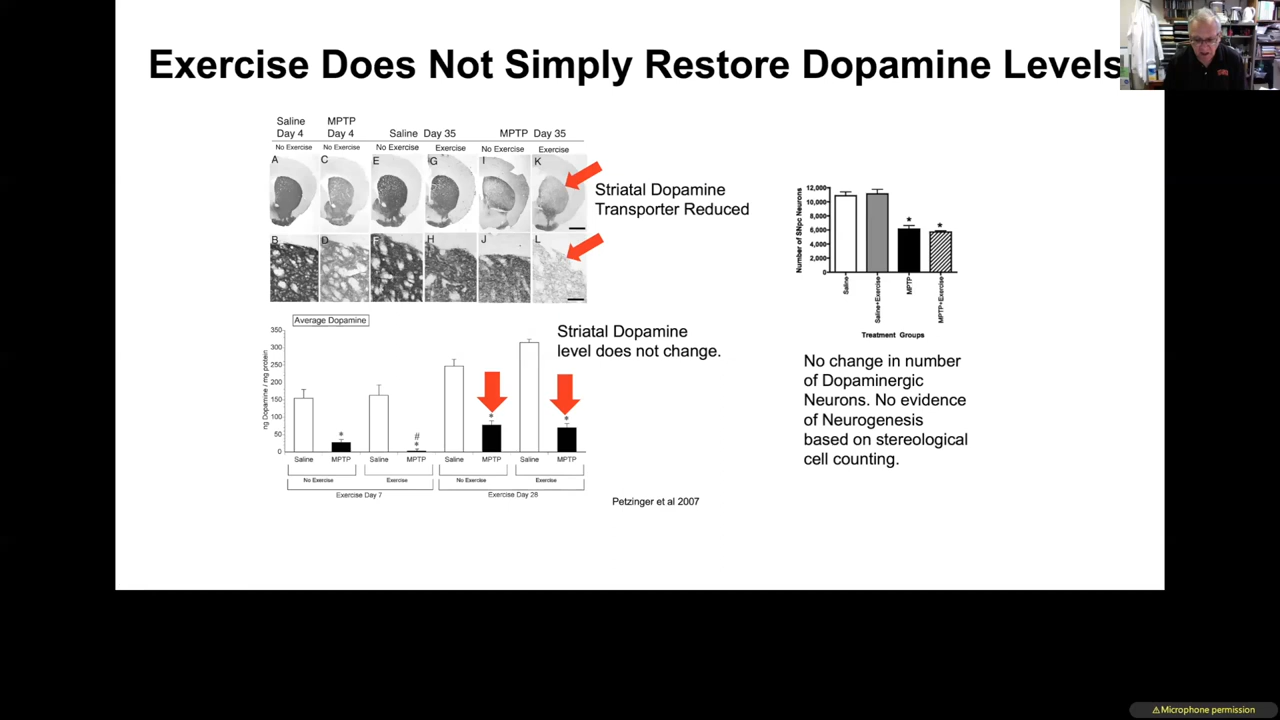 Exercise Does Not Simply Restore Dopamine Levels
Saline MPTP
Day 4 Day 4 Saline Day 35 MPTP Day 35
No Exercise No Exercise No Exercise Exercise No Exercise Exercise
A C E G I K
B D F H J L
Striatal Dopamine
Transporter Reduced
Average Dopamine
ng Dopamine / mg protein
350
300
250
200
150
100
50
0
* # * * *
Saline MPTP Saline MPTP Saline MPTP Saline MPTP
No Exercise Exercise No Exercise Exercise
Exercise Day 7 Exercise Day 28
Striatal Dopamine
level does not change.
Petzinger et al 2007
Number of SNpc Neurons
12,000
10,000
8,000
6,000
4,000
2,000
0
* *
Saline
Saline+Exercise
MPTP
MPTP+Exercise
Treatment Groups
No change in number
of Dopaminergic
Neurons. No evidence
of Neurogenesis
based on stereological
cell counting.
⚠Microphone permission